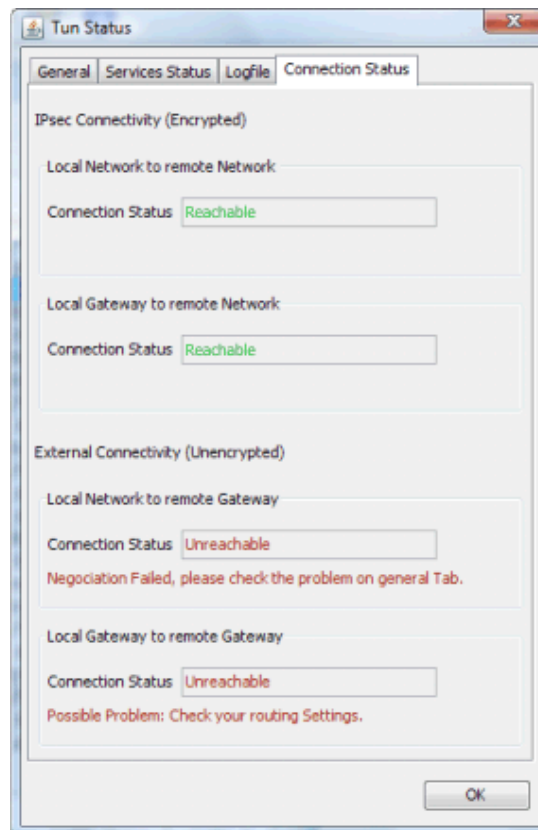 Tun Status
General Services Status Logfile Connection Status
IPsec Connectivity (Encrypted)
Local Network to remote Network
Connection Status Reachable
Local Gateway to remote Network
Connection Status Reachable
External Connectivity (Unencrypted)
Local Network to remote Gateway
Connection Status Unreachable
Negociation Failed, please check the problem on general Tab.
Local Gateway to remote Gateway
Connection Status Unreachable
Possible Problem: Check your routing Settings.
OK